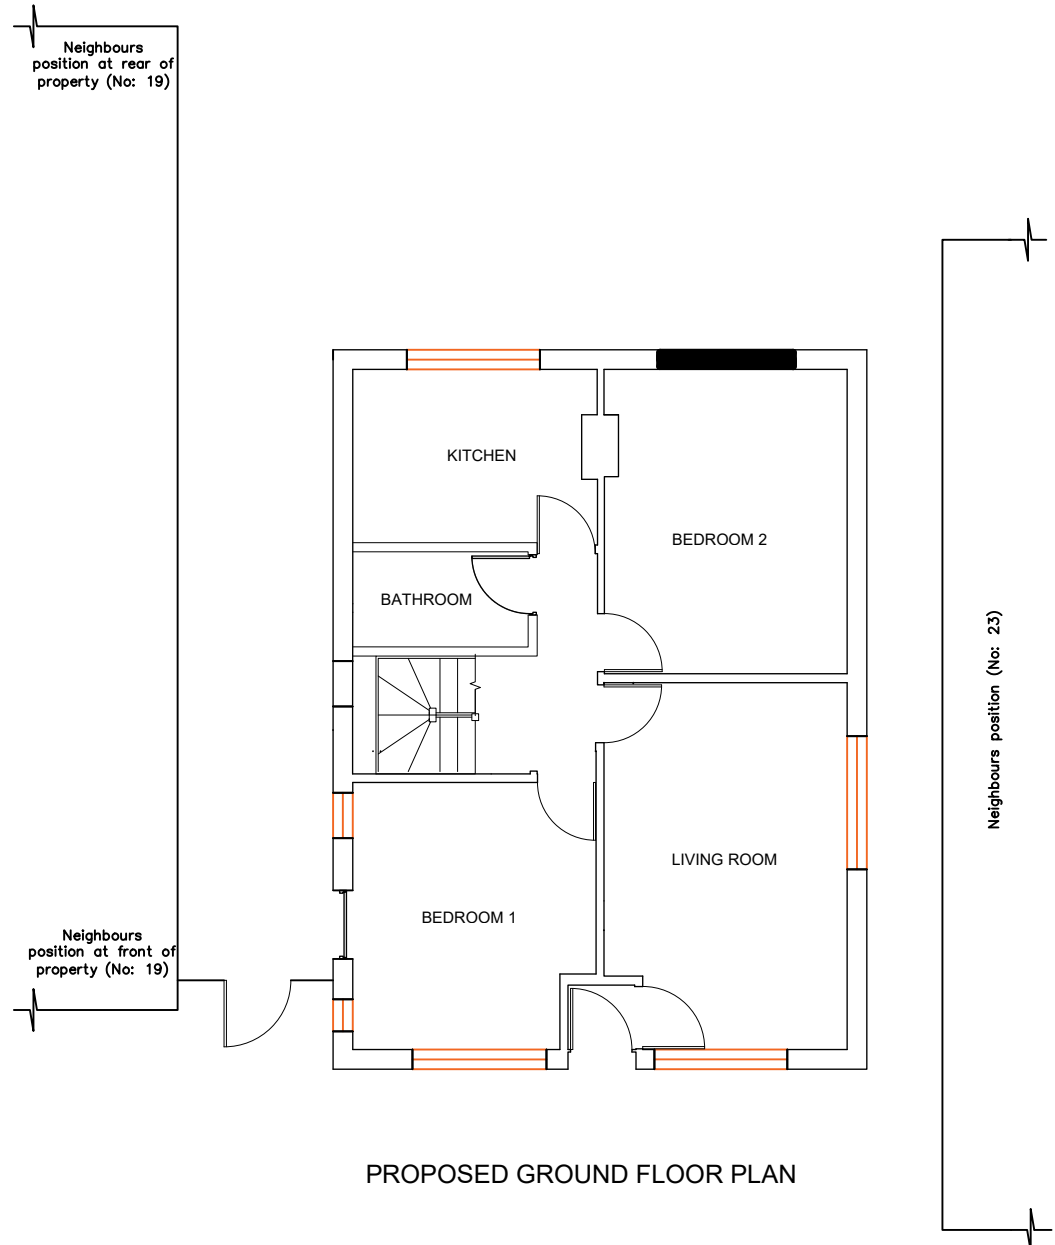 Neighbours
position at rear of
property (No: 19)
KITCHEN
BEDROOM 2
BATHROOM
Neighbours position (No: 23)
LIVING ROOM
BEDROOM 1
Neighbours
position at front of
property (No: 19)
PROPOSED GROUND FLOOR PLAN